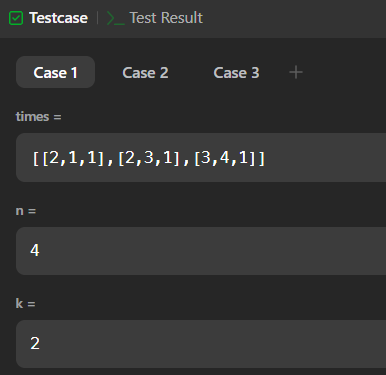 Testcase | >_ Test Result
Case 1 Case 2 Case 3 +
times =
[[2,1,1],[2,3,1],[3,4,1]]
n =
4
k =
2